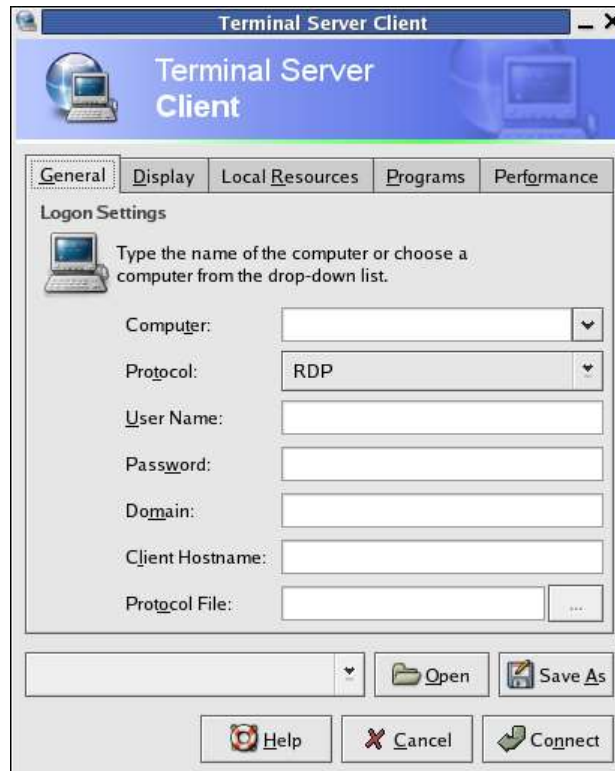 Terminal Server Client
Terminal Server
Client
General Display Local Resources Programs Performance
Logon Settings
Type the name of the computer or choose a
computer from the drop-down list.
Computer:
Protocol: RDP
User Name:
Password:
Domain:
Client Hostname:
Protocol File: ...
Open Save As
Help Cancel Connect